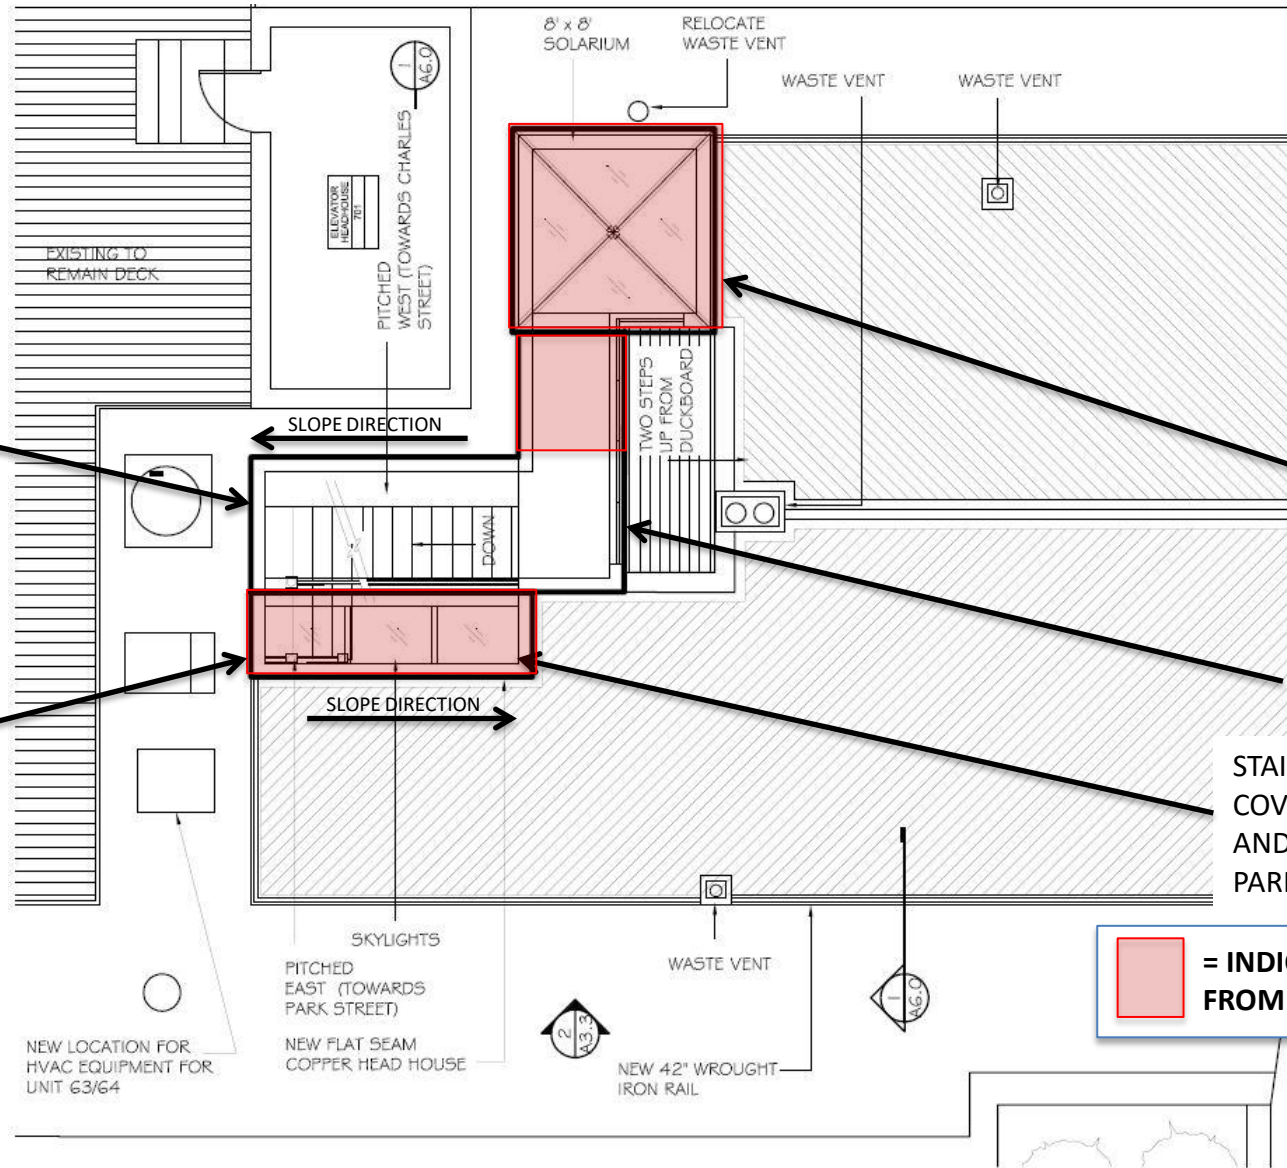 8' x 8'
SOLARIUM
RELOCATE
WASTE VENT
WASTE VENT
WASTE VENT
1
A6.0
ELEVATOR
HEADHOUSE
701
PITCHED
WEST (TOWARDS CHARLES
STREET)
EXISTING TO
REMAIN DECK
SLOPE DIRECTION
TWO STEPS
UP FROM
DUCKBOARD
DOWN
SLOPE DIRECTION
STAI
COV
AND
PARI
SKYLIGHTS
PITCHED
EAST (TOWARDS
PARK STREET)
NEW FLAT SEAM
COPPER HEAD HOUSE
WASTE VENT
= INDI
FROM
1
A6.0
2
A3.3
NEW LOCATION FOR
HVAC EQUIPMENT FOR
UNIT 63/64
NEW 42" WROUGHT
IRON RAIL